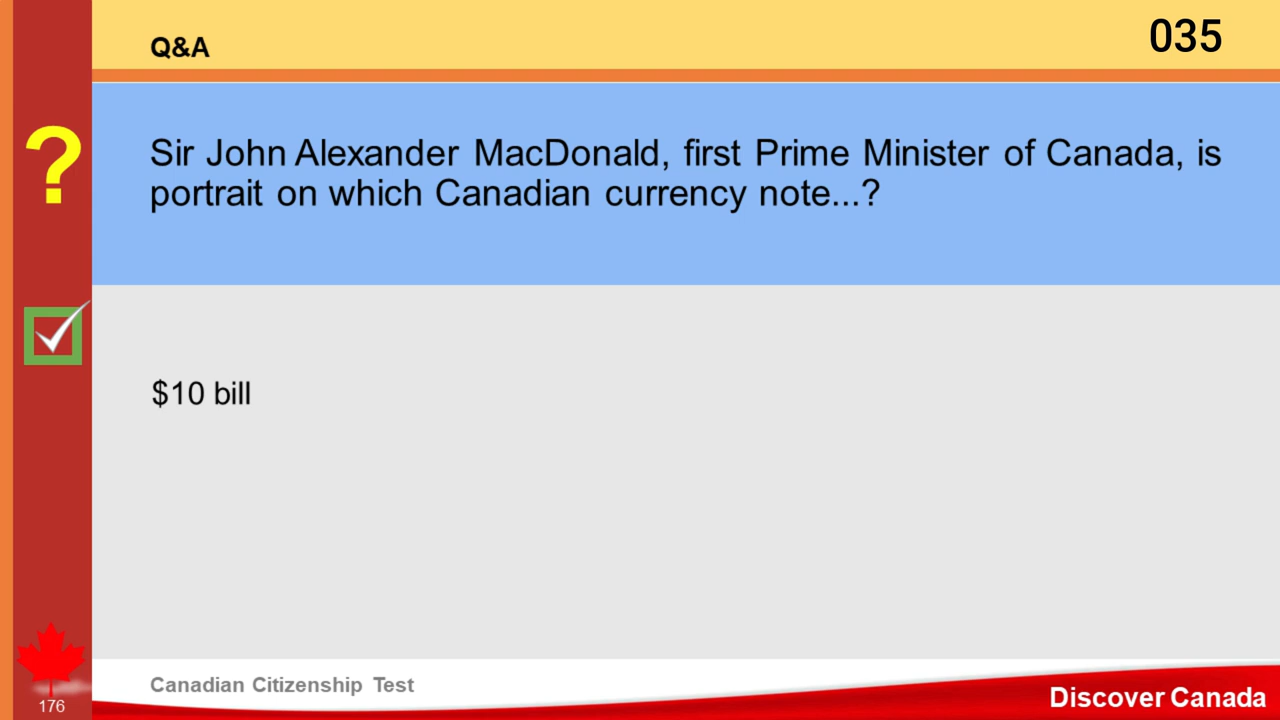 Q&A
035
?
Sir John Alexander MacDonald, first Prime Minister of Canada, is
portrait on which Canadian currency note...?
$10 bill
Canadian Citizenship Test
176
Discover Canada